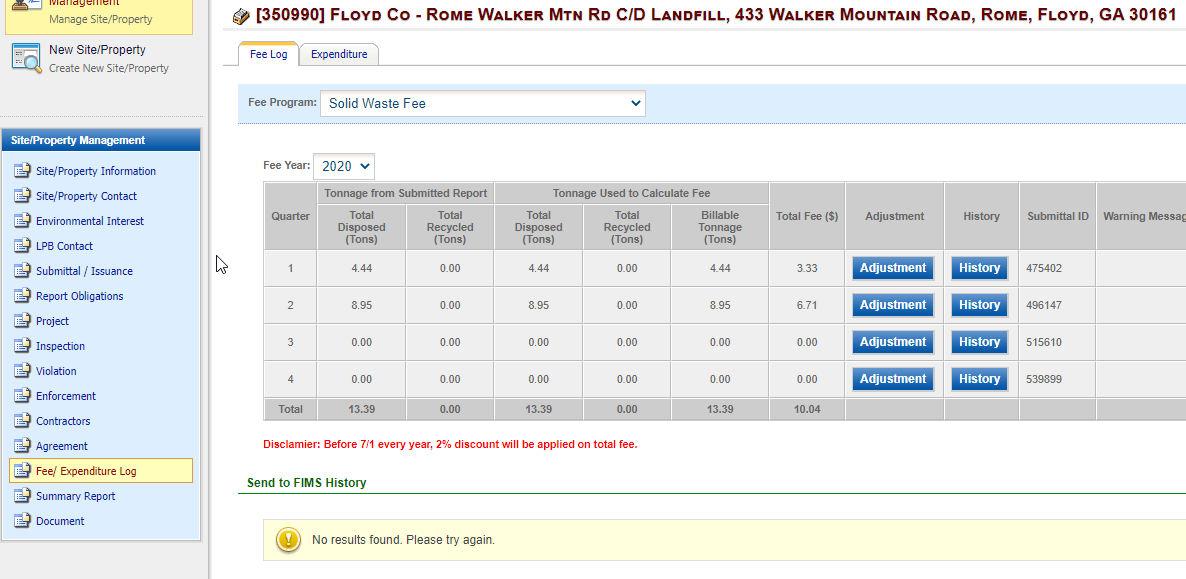 Management
Manage Site/Property
New Site/Property
Create New Site/Property
Site/Property Management
Site/Property Information
Site/Property Contact
Environmental Interest
LPB Contact
Submittal / Issuance
Report Obligations
Project
Inspection
Violation
Enforcement
Contractors
Agreement
Fee/ Expenditure Log
Summary Report
Document
[350990] Floyd Co - Rome Walker Mtn Rd C/D Landfill, 433 Walker Mountain Road, Rome, Floyd, GA 30161
Fee Log Expenditure
Fee Program: Solid Waste Fee
Fee Year: 2020
Quarter Tonnage from Submitted Report Tonnage Used to Calculate Fee Total Fee ($) Adjustment History Submittal ID Warning Messag
Total Disposed (Tons) Total Recycled (Tons) Total Disposed (Tons) Total Recycled (Tons) Billable Tonnage (Tons)
1 4.44 0.00 4.44 0.00 4.44 3.33 Adjustment History 475402
2 8.95 0.00 8.95 0.00 8.95 6.71 Adjustment History 496147
3 0.00 0.00 0.00 0.00 0.00 0.00 Adjustment History 515610
4 0.00 0.00 0.00 0.00 0.00 0.00 Adjustment History 539899
Total 13.39 0.00 13.39 0.00 13.39 10.04
Disclamier: Before 7/1 every year, 2% discount will be applied on total fee.
Send to FIMS History
No results found. Please try again.